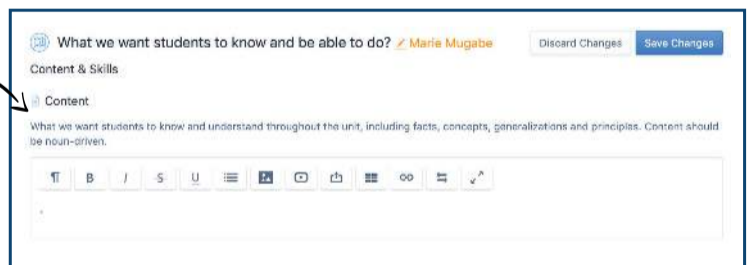 What we want students to know and be able to do? Marie Mugabe
Discard Changes
Save Changes
Content & Skills
Content
What we want students to know and understand throughout the unit, including facts, concepts, generalizations and principles. Content should
be noun-driven.
¶ B I S U